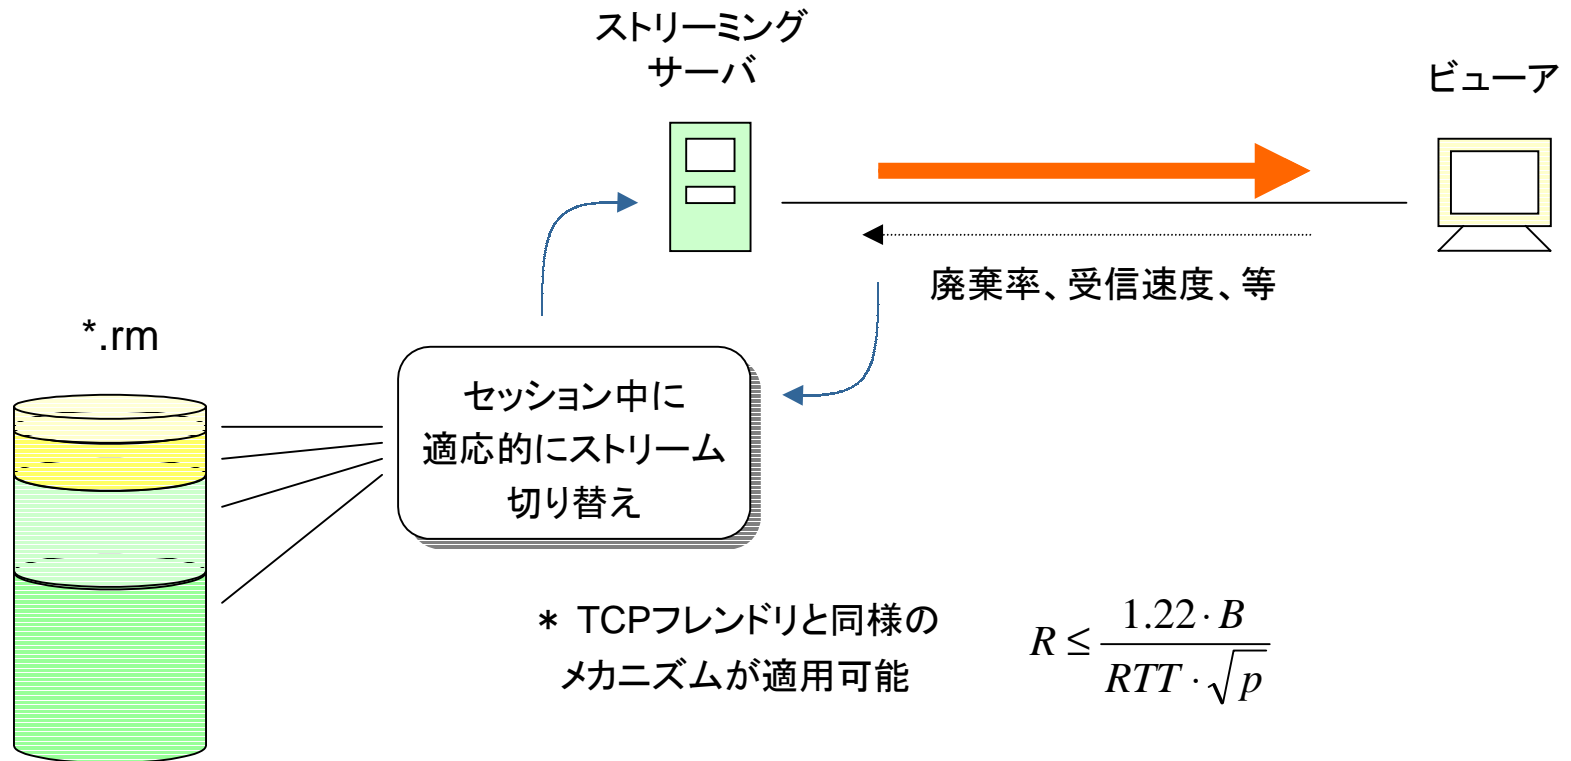 ストリーミング
サーバ
ビューア
廃棄率、受信速度、等
*.rm
セッション中に
適応的にストリーム
切り替え
* TCPフレンドリと同様の
メカニズムが適用可能
R ≤ 1.22・B / RTT・√p